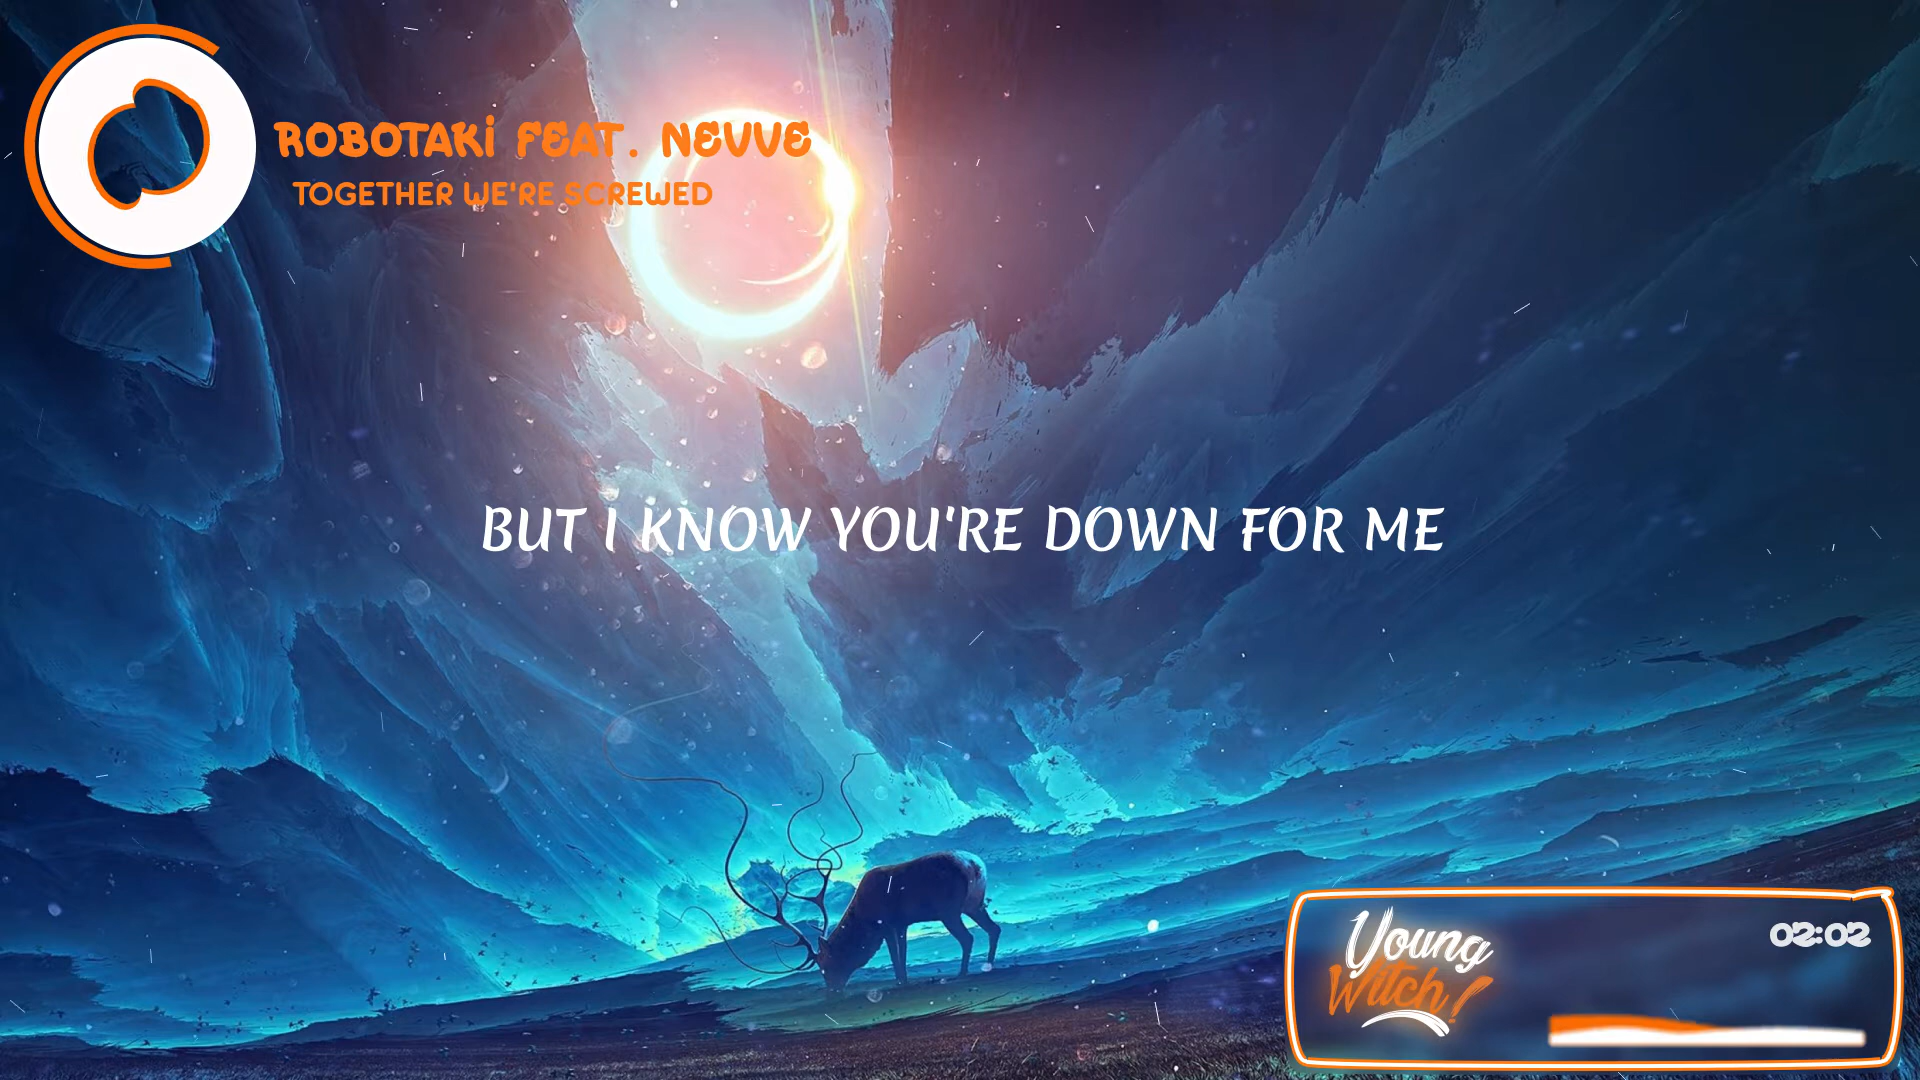 ROBOTAKI FEAT. NEVVE
TOGETHER WE'RE SCREWED
BUT I KNOW YOU'RE DOWN FOR ME
Young
Witch!
02:02